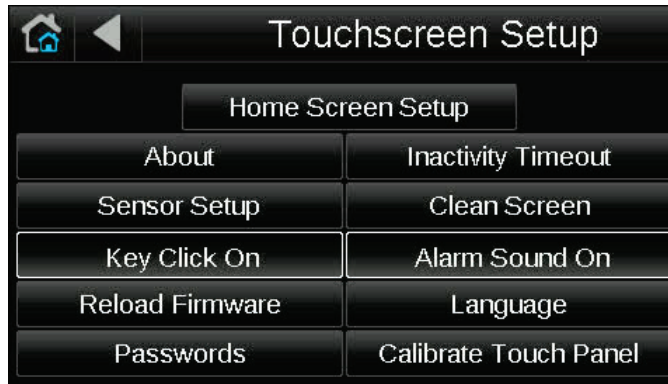 Touchscreen Setup
Home Screen Setup
About Inactivity Timeout
Sensor Setup Clean Screen
Key Click On Alarm Sound On
Reload Firmware Language
Passwords Calibrate Touch Panel